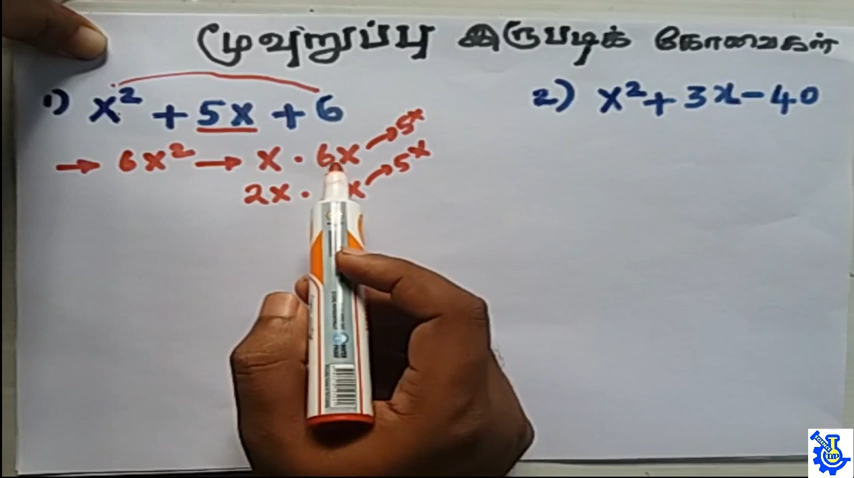 மூவுறுப்பு இருபடிக் கோவைகள்
1) x² + 5x + 6
→ 6x² → x · 6x → 5x
2x · x → 5x
2) x² + 3x - 40